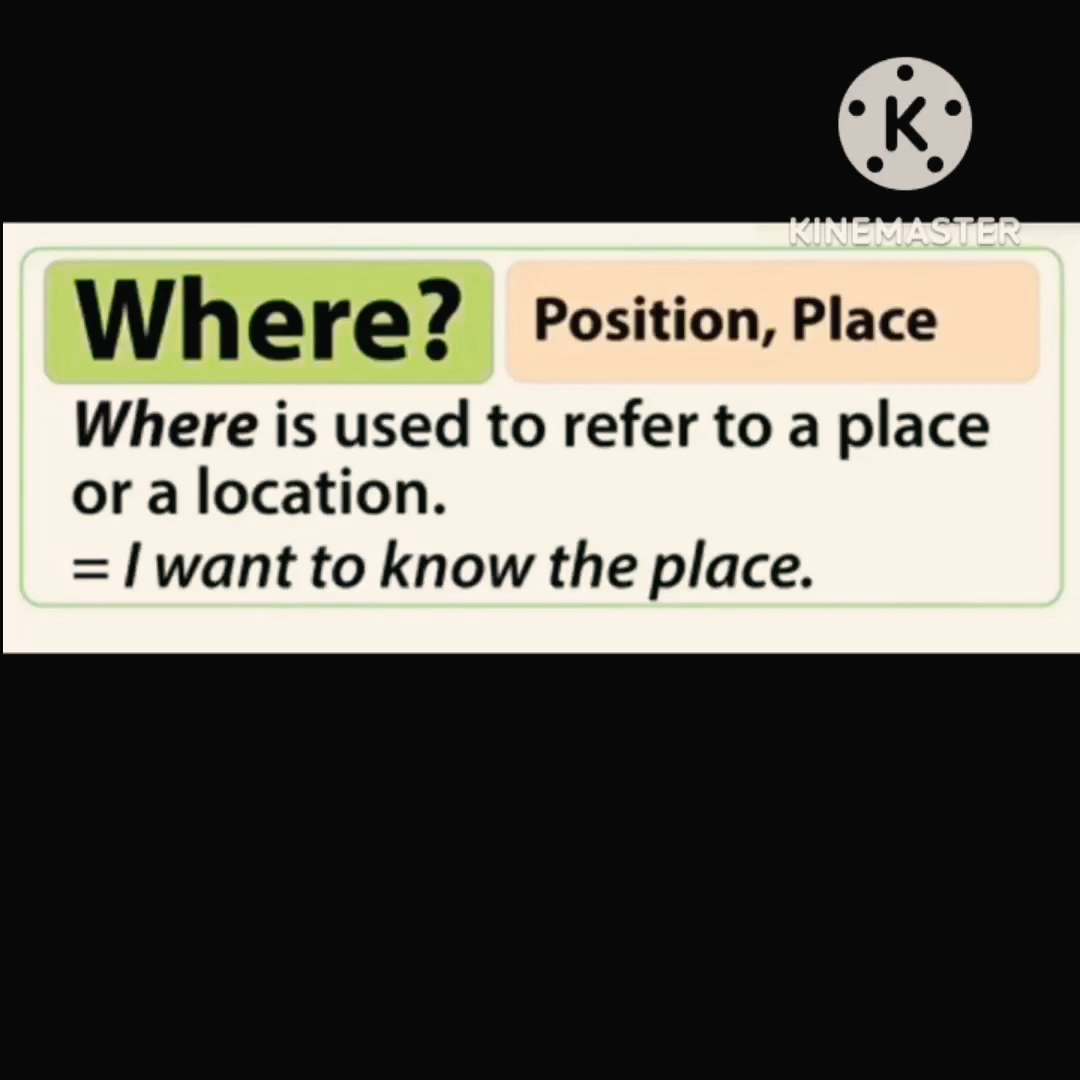 K
KINEMASTER
Where? Position, Place
Where is used to refer to a place
or a location.
= I want to know the place.